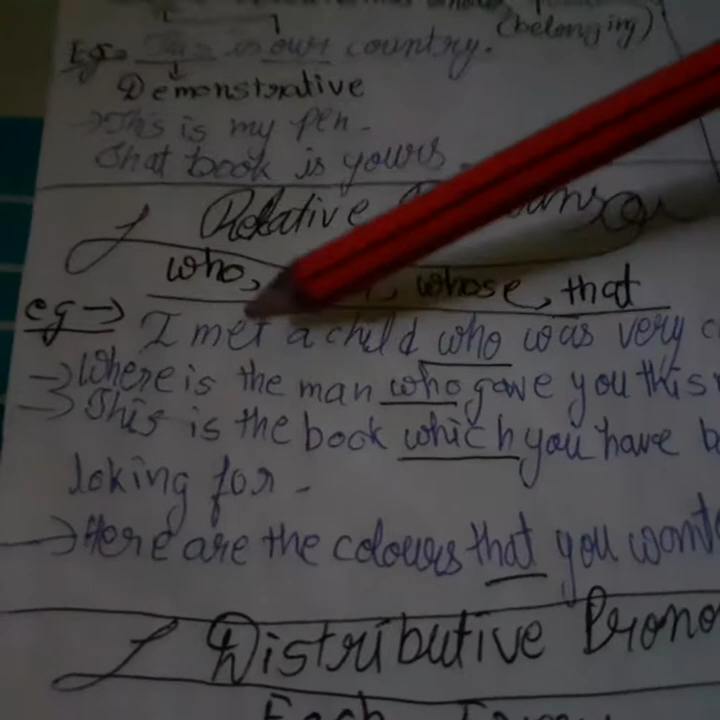 (belonging)
Eg⇒ This is our country.
Demonstrative
→ This is my pen.
That book is yours.
Relative
who, whose, that
eg→ I met a child who was very
→ Where is the man who gave you this
→ This is the book which you have
loking for.
→ Here are the colours that you want
Distributive Prono
Each